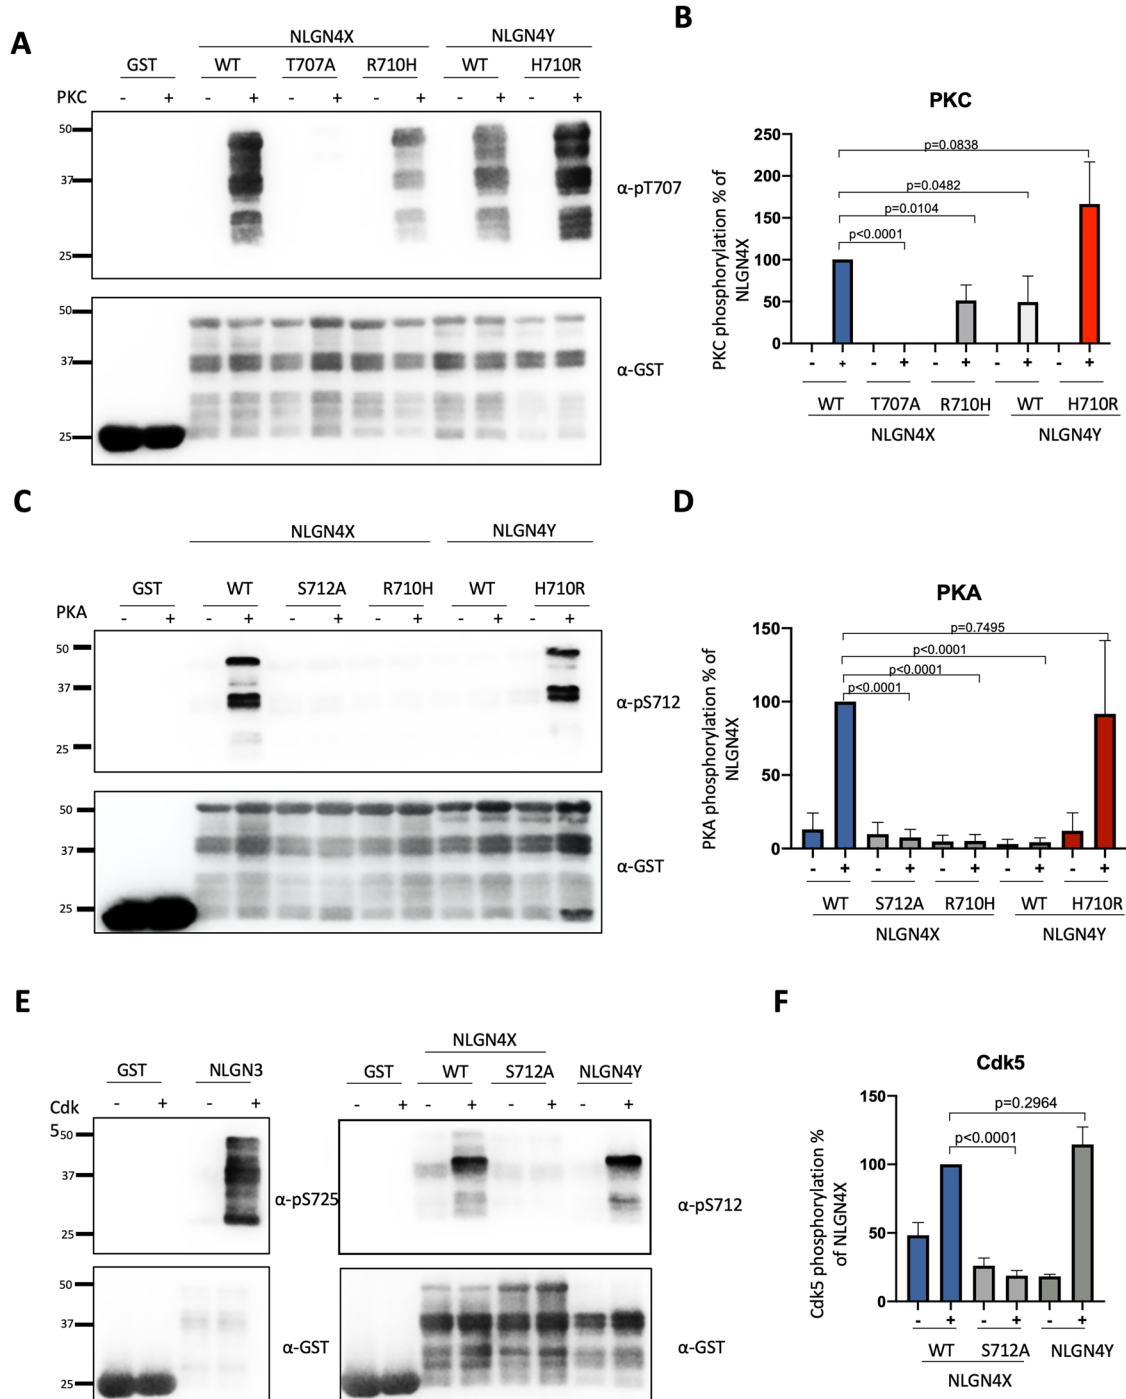 A
NLGN4X NLGN4Y
GST WT T707A R710H WT H710R
PKC - + - + - + - + - + - +
50
37
25
α-pT707
50
37
25
α-GST
B
PKC
PKC phosphorylation % of
NLGN4X
250
200
150
100
50
0
p=0.0838
p=0.0482
p=0.0104
p<0.0001
- + - + - + - + - +
WT T707A R710H WT H710R
NLGN4X NLGN4Y
C
NLGN4X NLGN4Y
GST WT S712A R710H WT H710R
PKA - + - + - + - + - + - +
50
37
25
α-pS712
50
37
25
α-GST
D
PKA
PKA phosphorylation % of
NLGN4X
150
100
50
0
p=0.7495
p<0.0001
p<0.0001
p<0.0001
- + - + - + - + - +
WT S712A R710H WT H710R
NLGN4X NLGN4Y
E
GST NLGN3
Cdk - + - +
5
50
37
25
α-pS725
50
37
25
α-GST
NLGN4X
GST WT S712A NLGN4Y
- + - + - + - +
α-pS712
α-GST
F
Cdk5
Cdk5 phosphorylation %
of NLGN4X
150
100
50
0
p=0.2964
p<0.0001
- + - + - +
WT S712A NLGN4Y
NLGN4X